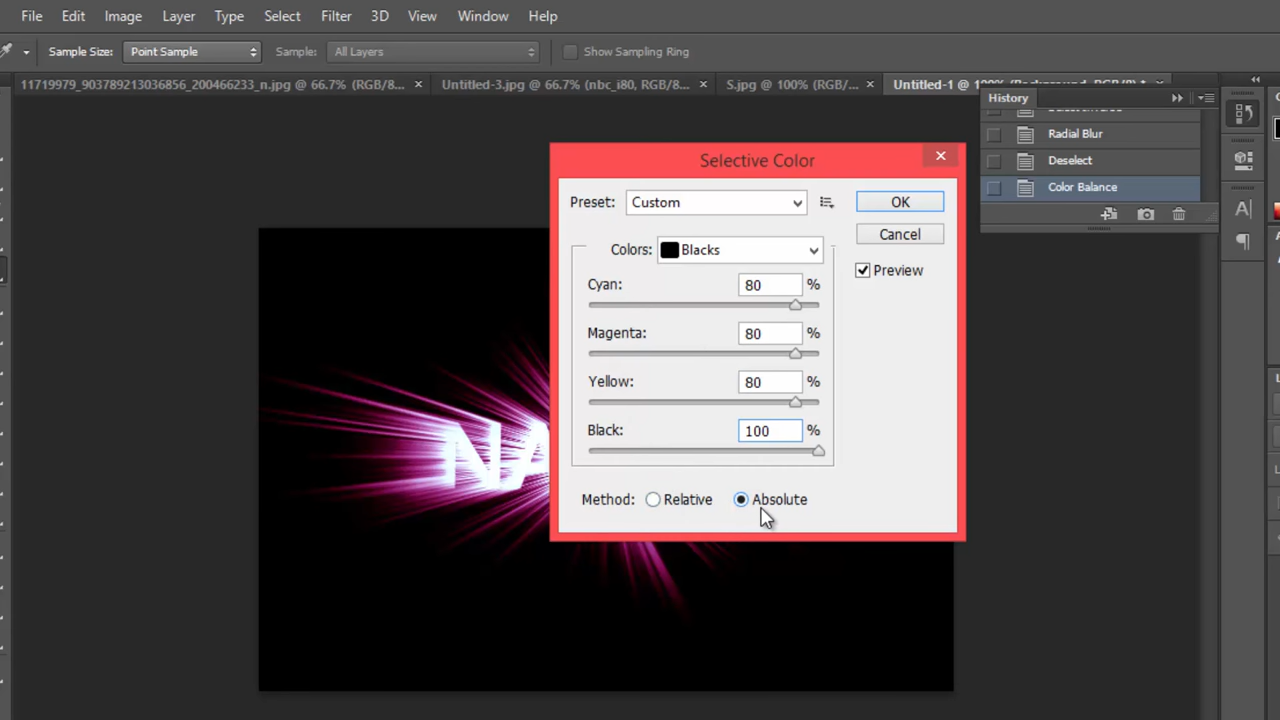 File Edit Image Layer Type Select Filter 3D View Window Help
Sample Size: Point Sample Sample: All Layers Show Sampling Ring
11719979_903789213036856_200466233_n.jpg @ 66.7% (RGB/8... × Untitled-3.jpg @ 66.7% (nbc_i80, RGB/8... × S.jpg @ 100% (RGB/... × Untitled-1 @ 100% (Background, RGB/8) * ×
History
Radial Blur
Deselect
Color Balance
Selective Color
Preset: Custom OK
Cancel
Colors: Blacks
Preview
Cyan: 80 %
Magenta: 80 %
Yellow: 80 %
Black: 100 %
Method: Relative Absolute
NA